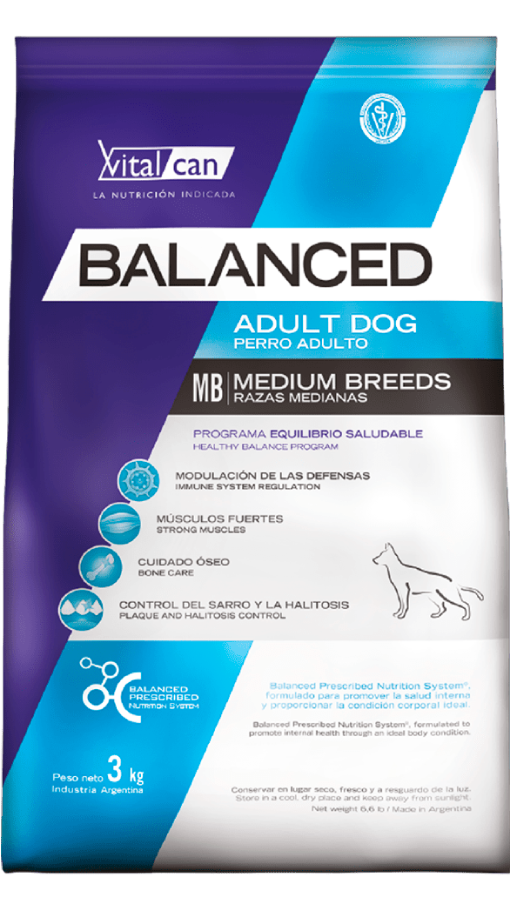 Vital can
LA NUTRICIÓN INDICADA
BALANCED
ADULT DOG
PERRO ADULTO
MB MEDIUM BREEDS
RAZAS MEDIANAS
PROGRAMA EQUILIBRIO SALUDABLE
HEALTHY BALANCE PROGRAM
MODULACIÓN DE LAS DEFENSAS
IMMUNE SYSTEM REGULATION
MÚSCULOS FUERTES
STRONG MUSCLES
CUIDADO ÓSEO
BONE CARE
CONTROL DEL SARRO Y LA HALITOSIS
PLAQUE AND HALITOSIS CONTROL
BALANCED
PRESCRIBED
NUTRITION SYSTEM
Balanced Prescribed Nutrition System®,
formulado para promover la salud interna
y proporcionar la condición corporal ideal.
Balanced Prescribed Nutrition System®, formulated to
promote internal health through an ideal body condition.
Peso neto 3 kg
Industria Argentina
Conservar en lugar seco, fresco y a resguardo de la luz.
Store in a cool, dry place and keep away from sunlight.
Net weight 6,6 lb / Made in Argentina